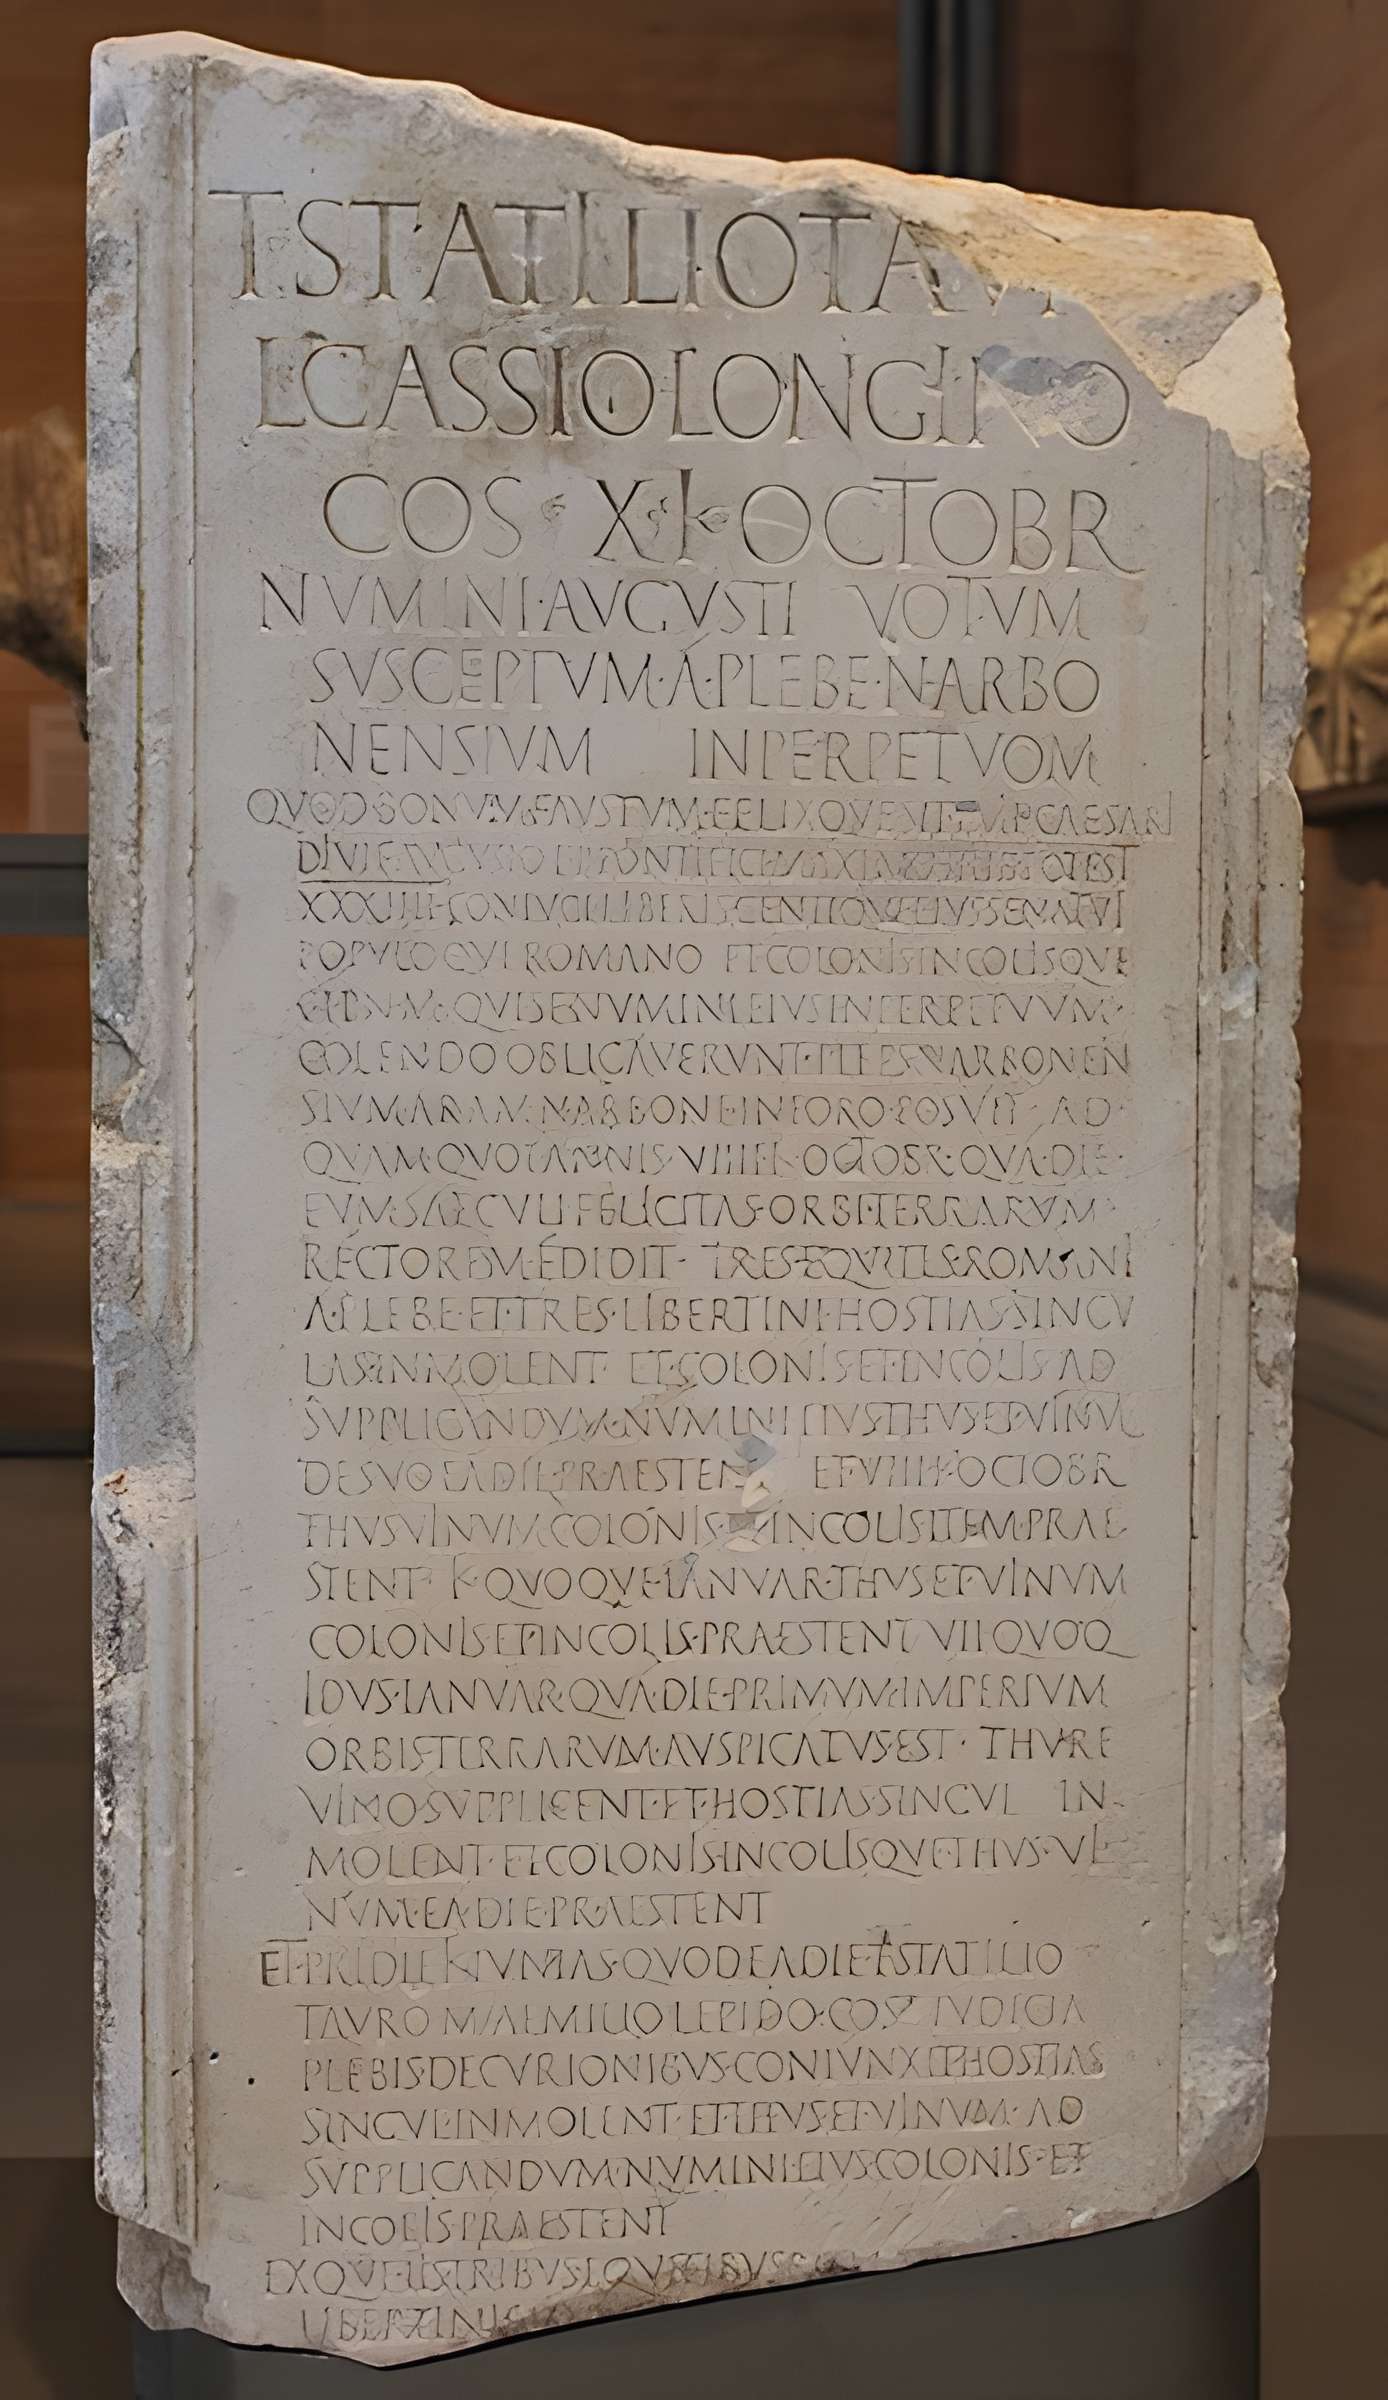 T·STATILIO·TAV
L·CASSIO·LONGINO
COS X·K·OCTOBR
NVMINI·AVGVSTI VOTVM
SVSCEPTVM·A·PLEBE·NARBO
NENSIVM INPERPETVOM
QVOD·BONVM·FAVSTVM·FELIXQVE·SIT·IMP·CAESARI
DIVI·F·AVGVSTO·P·P·PONTIFICI·MAXIMO·TRIB·POTEST
XXXIIII·CONIVGI·LIBERIS·GENTIQVE·EIVS·SENATVI
POPVLOQVE·ROMANO ET·COLONIS·INCOLISQVE
C·I·P·N·M·QVI·SE·NVMINI·EIVS·IN·PERPETVVM
COLENDO·OBLIGAVERVNT·PLEBS·NARBONEN
SIVM·ARAM·NARBONE·IN·FORO·POSVIT·AD
QVAM·QVOTANNIS·VIIII·K·OCTOBR·QVA·DIE·
EVM·SAECVLI·FELICITAS·ORBI·TERRARVM
RECTOREM·EDIDIT· TRES·EQVITES·ROMANI
A·PLEBE·ET·TRES·LIBERTINI·HOSTIAS·SINGV
LAS·INMOLENT ET·COLONIS·ET·INCOLIS·AD
SVPPLICANDVM·NVMINI·EIVS·THVS·ET·VINVM
DE·SVO·EA·DIE·PRAESTENT ET·VIIII·K·OCTOBR
THVS·VINVM·COLONIS·ET·INCOLIS·ITEM·PRAE
STENT K·QVOQVE·IANVAR·THVS·ET·VINVM
COLONIS·ET·INCOLIS·PRAESTENT VII·QVOQ
IDVS·IANVAR·QVA·DIE·PRIMVM·IMPERIVM
ORBIS·TERRARVM·AVSPICATVS·EST· THVRE
VINO·SVPPLICENT·ET·HOSTIAS·SINGVL IN
MOLENT·ET·COLONIS·INCOLISQVE·THVS·VI
NVM·EA·DIE·PRAESTENT
ET·PRIDIE·K·IVNIAS·QVOD·EA·DIE·T·STATILIO
TAVRO M·AEMILIO LEPIDO·COS IVDICIA
PLEBIS·DECVRIONIBVS·CONIVNXIT·HOSTIAS
SINGVL·INMOLENT·ET·THVS·ET·VINVM·AD
SVPPLICANDVM·NVMINI·EIVS·COLONIS·ET
INCOLIS·PRAESTENT
EXQVE·IIS·TRIBVS·EQVITIBVS
LIBERTINIS